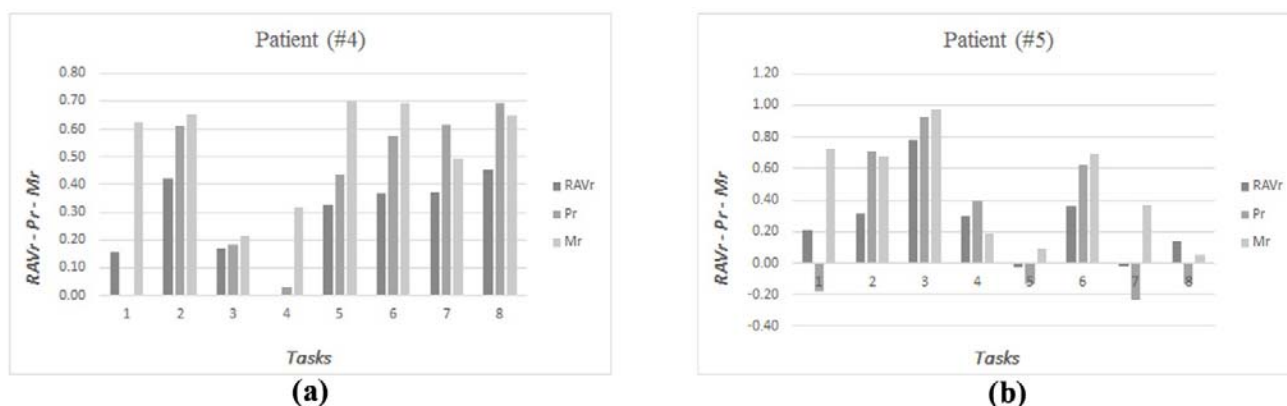 Patient (#4)
0.80
0.70
0.60
0.50
0.40
0.30
0.20
0.10
0.00
RAVr - Pr - Mr
1 2 3 4 5 6 7 8
Tasks
RAVr
Pr
Mr
(a)
Patient (#5)
1.20
1.00
0.80
0.60
0.40
0.20
0.00
-0.20
-0.40
RAVr - Pr - Mr
1 2 3 4 5 6 7 8
Tasks
RAVr
Pr
Mr
(b)